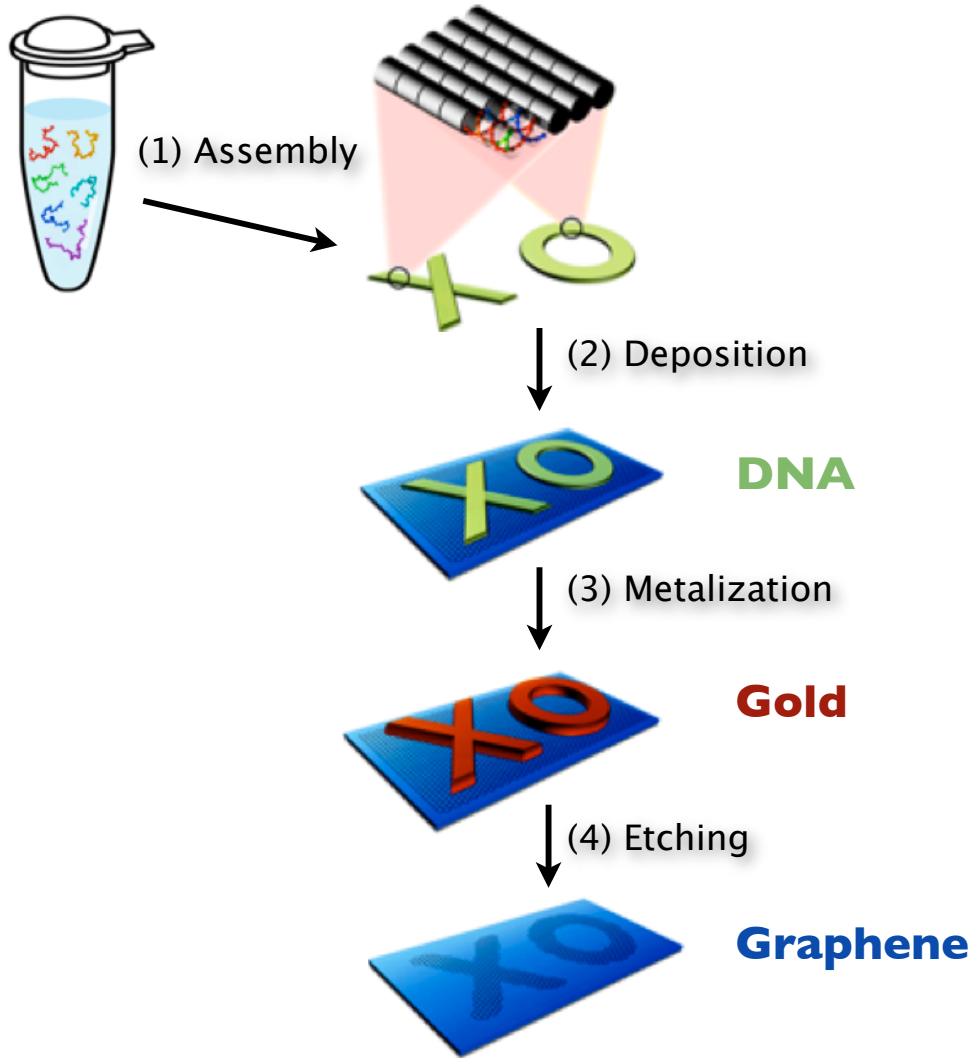 (1) Assembly
(2) Deposition
DNA
(3) Metalization
Gold
(4) Etching
Graphene